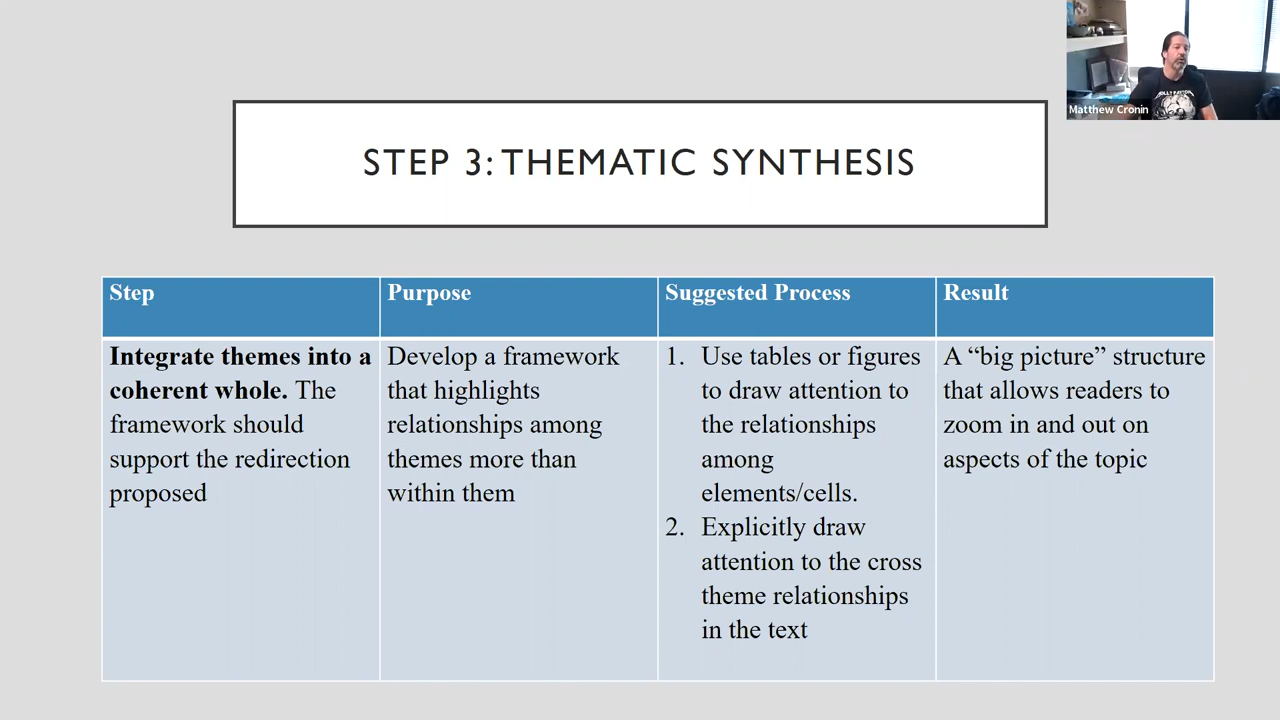 Matthew Cronin
STEP 3: THEMATIC SYNTHESIS
Step
Purpose
Suggested Process
Result
Integrate themes into a
coherent whole. The
framework should
support the redirection
proposed
Develop a framework
that highlights
relationships among
themes more than
within them
1. Use tables or figures
to draw attention to
the relationships
among
elements/cells.
2. Explicitly draw
attention to the cross
theme relationships
in the text
A “big picture” structure
that allows readers to
zoom in and out on
aspects of the topic